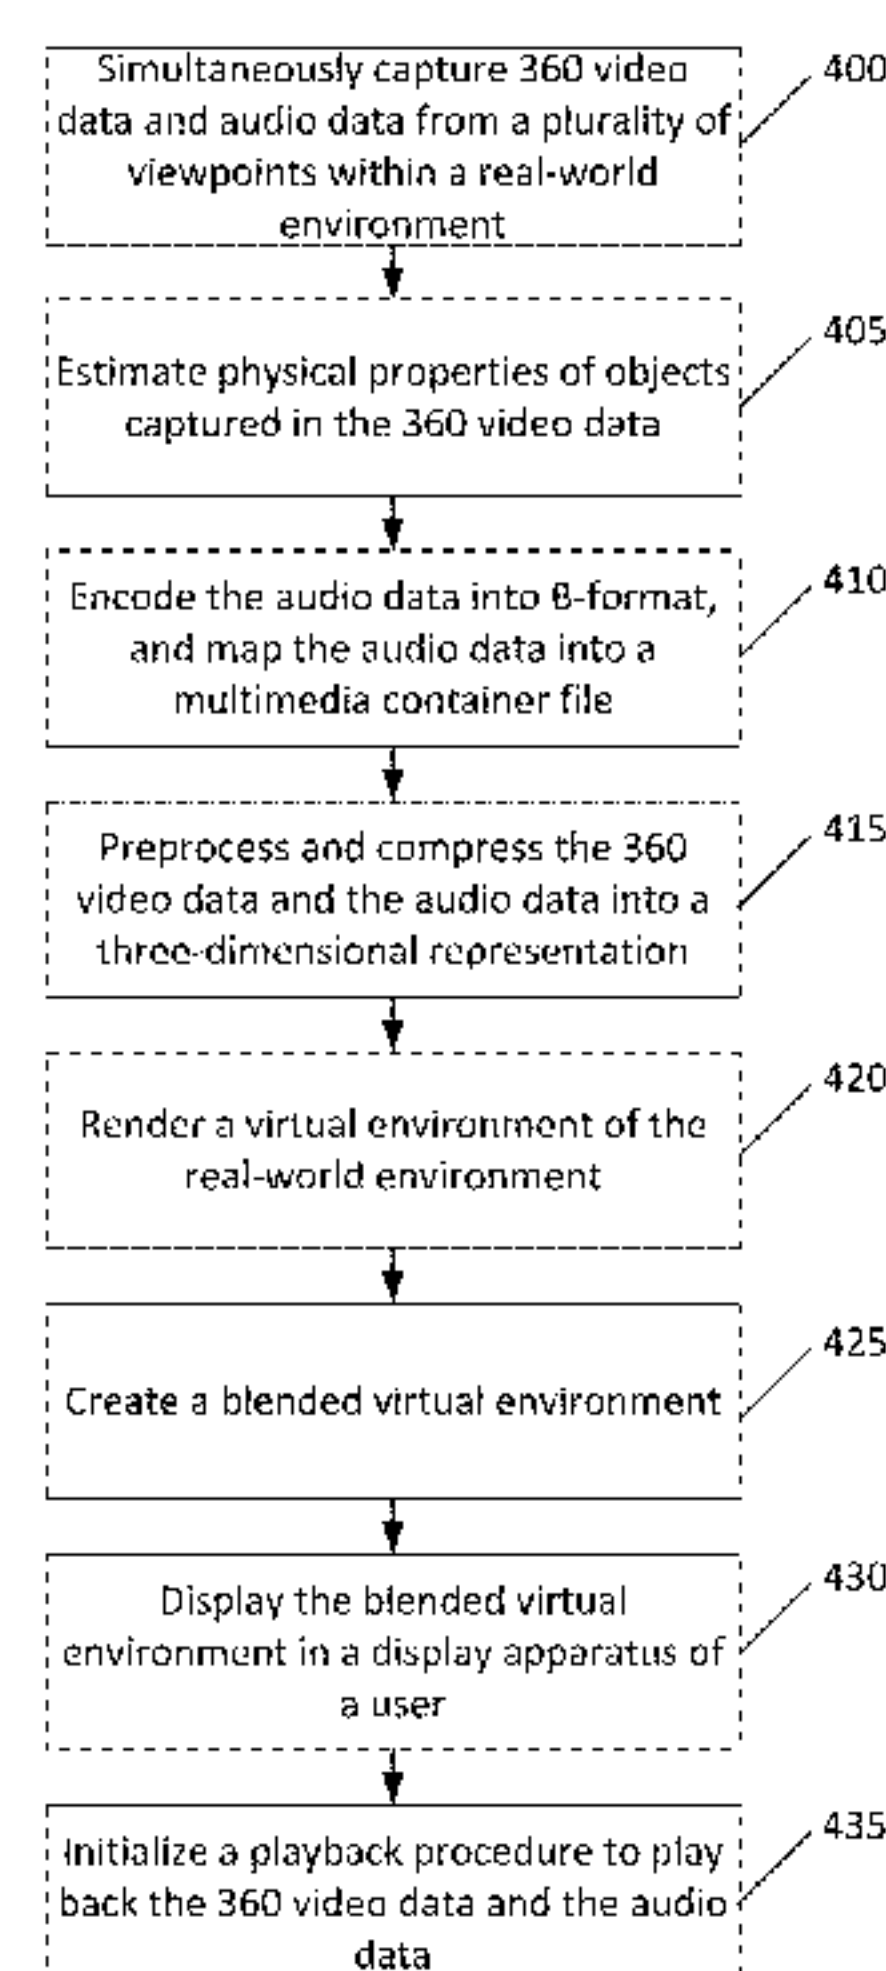 Simultaneously capture 360 video
data and audio data from a plurality of
viewpoints within a real-world
environment
400
Estimate physical properties of objects
captured in the 360 video data
405
Encode the audio data into B-format,
and map the audio data into a
multimedia container file
410
Preprocess and compress the 360
video data and the audio data into a
three-dimensional representation
415
Render a virtual environment of the
real-world environment
420
Create a blended virtual environment
425
Display the blended virtual
environment in a display apparatus of
a user
430
Initialize a playback procedure to play
back the 360 video data and the audio
data
435